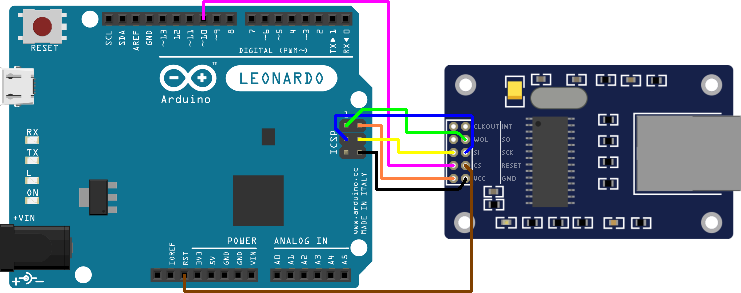 RESET
SCL
SDA
AREF
GND
~13
12
~11
~10
~9
8
7
~6
~5
4
~3
2
TX▶ 1
RX◀ 0
DIGITAL (PWM~)
TM
LEONARDO
Arduino
1
ICSP
RX
TX
L
ON
+VIN
www.arduino.cc
MADE IN ITALY
POWER
ANALOG IN
IOREF
RST
3V3
5V
GND
GND
VIN
A0
A1
A2
A3
A4
A5
CLKOUT INT
WOL SO
SI SCK
CS RESET
VCC GND